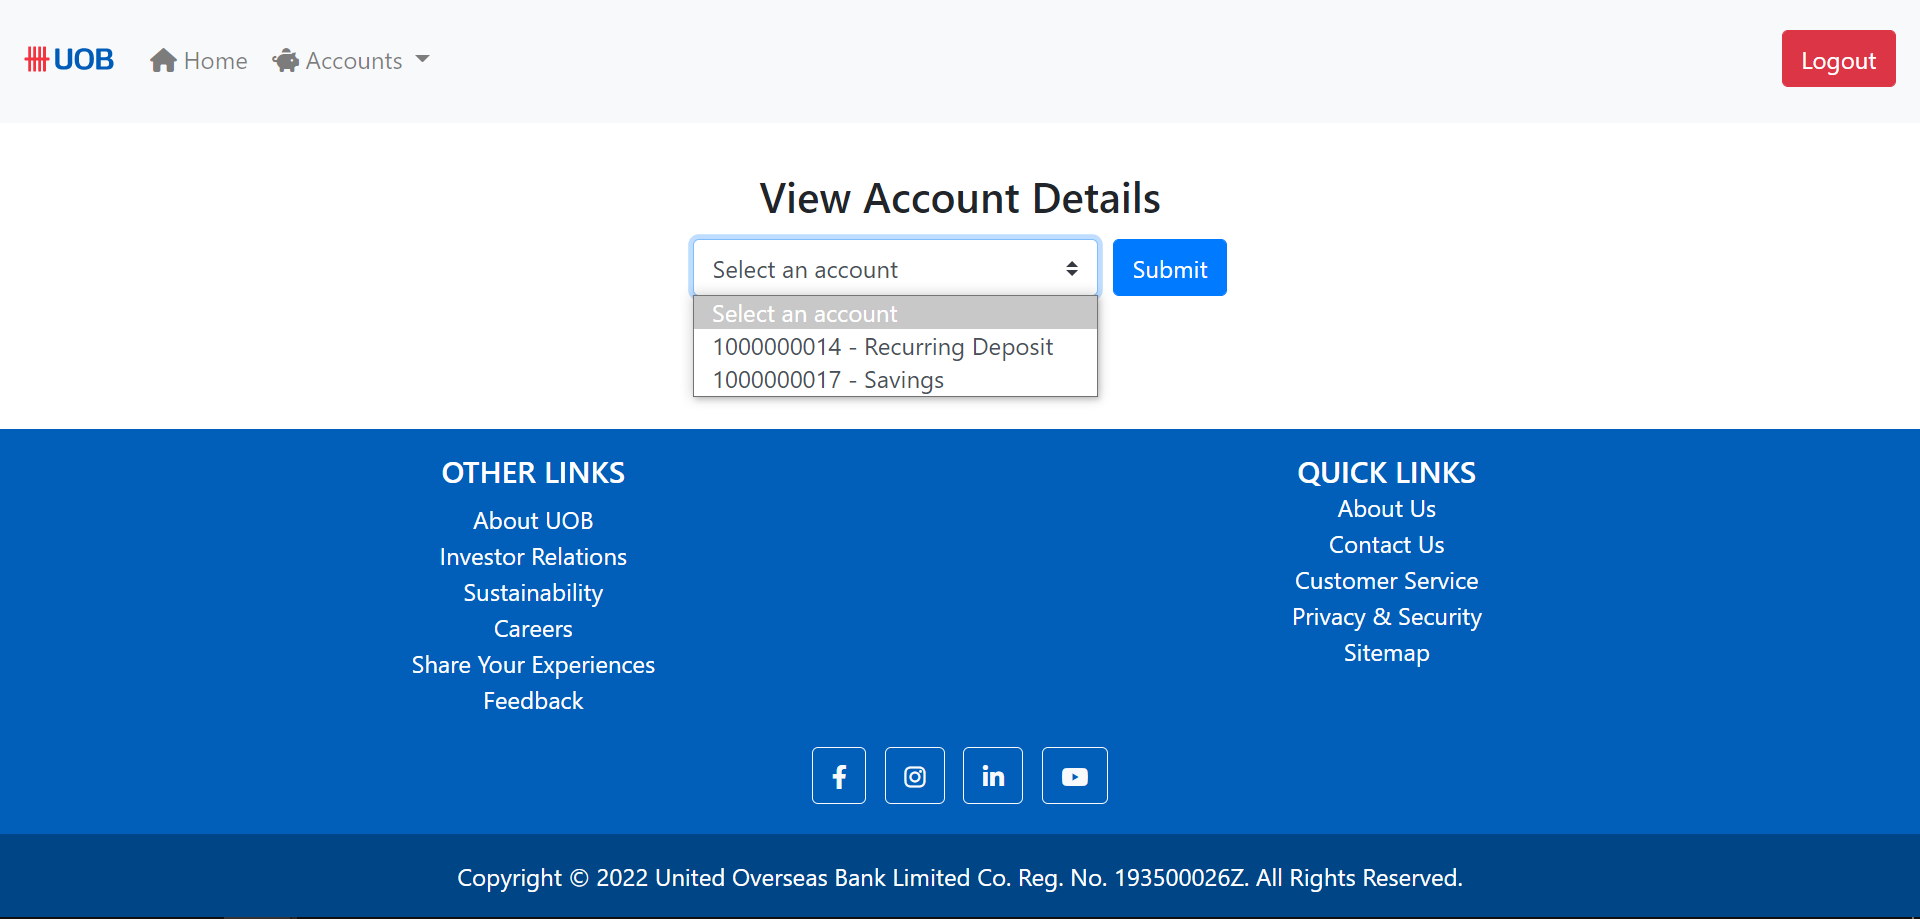 UOB
Home
Accounts
Logout
View Account Details
Select an account
Submit
Select an account
1000000014 - Recurring Deposit
1000000017 - Savings
OTHER LINKS
About UOB
Investor Relations
Sustainability
Careers
Share Your Experiences
Feedback
QUICK LINKS
About Us
Contact Us
Customer Service
Privacy & Security
Sitemap
Copyright © 2022 United Overseas Bank Limited Co. Reg. No. 193500026Z. All Rights Reserved.